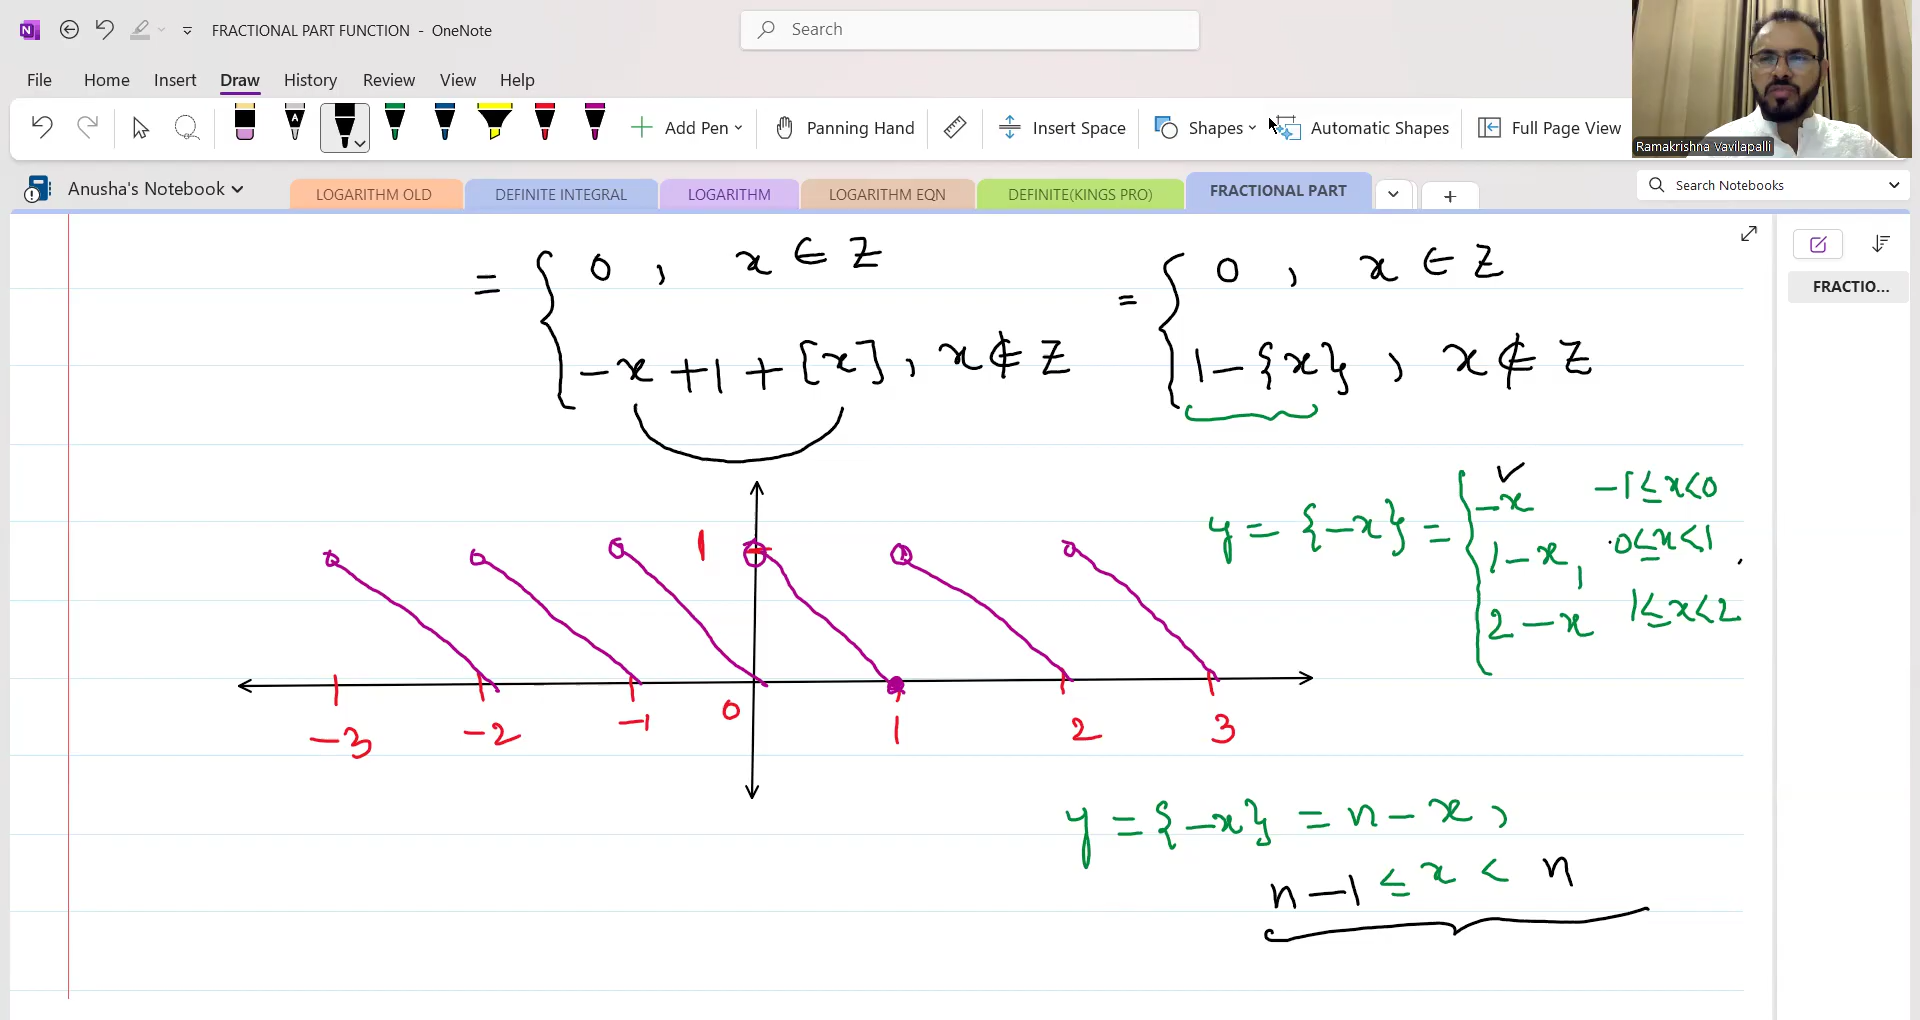 FRACTIONAL PART FUNCTION - OneNote
Search
Ramakrishna Vavilapalli
File Home Insert Draw History Review View Help
Add Pen Panning Hand Insert Space Shapes Automatic Shapes Full Page View
Anusha's Notebook LOGARITHM OLD DEFINITE INTEGRAL LOGARITHM LOGARITHM EQN DEFINITE(KINGS PRO) FRACTIONAL PART + Search Notebooks
FRACTIO...
= { 0 , x ∈ Z
-x +1 + [x] , x ∉ Z
= { 0 , x ∈ Z
1 - {x} , x ∉ Z
y = {-x} = { -x -1 ≤ x < 0
1 - x, 0 ≤ x < 1
2 - x 1 ≤ x < 2
1
-3 -2 -1 0 1 2 3
y = {-x} = n - x ,
n - 1 ≤ x < n